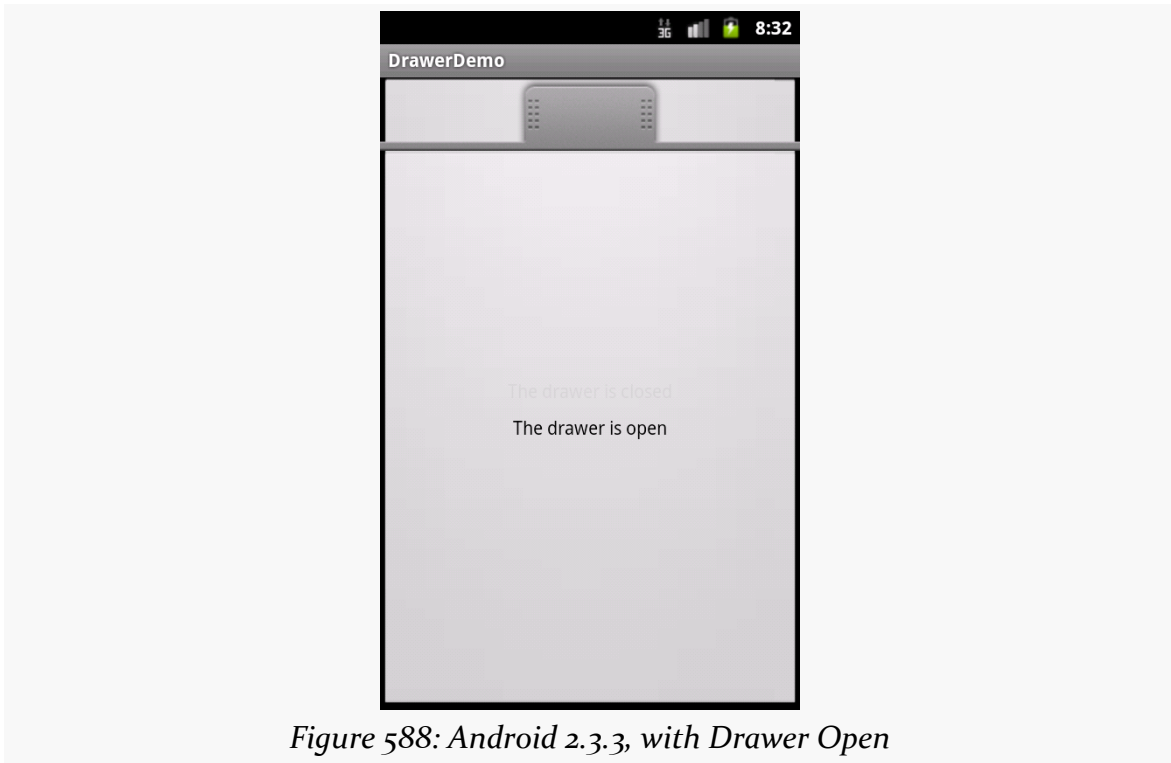 3G 8:32
DrawerDemo
The drawer is closed
The drawer is open
Figure 588: Android 2.3.3, with Drawer Open